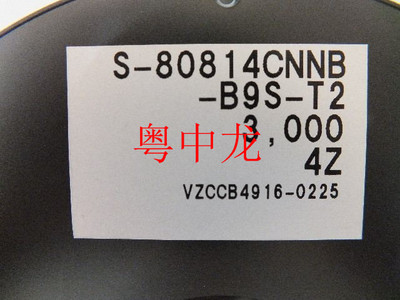 S-80814CNNB
-B9S-T2
3,000
粤中龙
4Z
VZCCB4916-0225